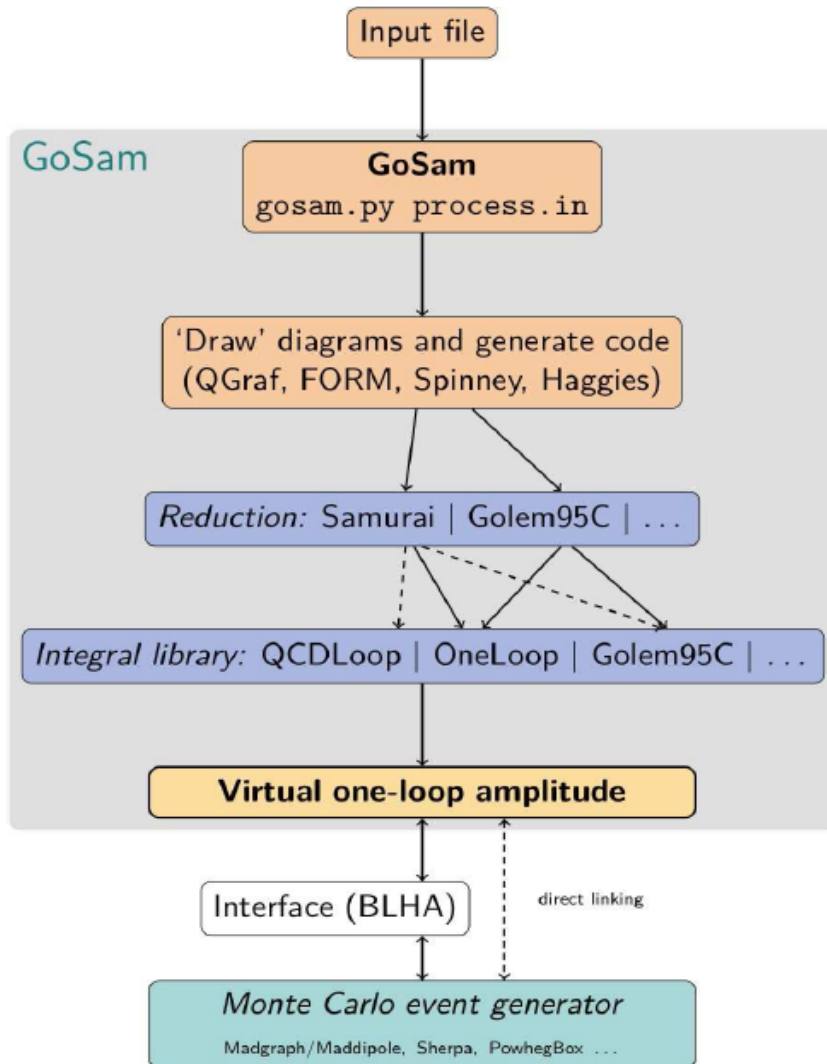 Input file
GoSam
GoSam
gosam.py process.in
‘Draw’ diagrams and generate code
(QGraf, FORM, Spinney, Haggies)
Reduction: Samurai | Golem95C | ...
Integral library: QCDLoop | OneLoop | Golem95C | ...
Virtual one-loop amplitude
Interface (BLHA)
direct linking
Monte Carlo event generator
Madgraph/Maddipole, Sherpa, PowhegBox ...